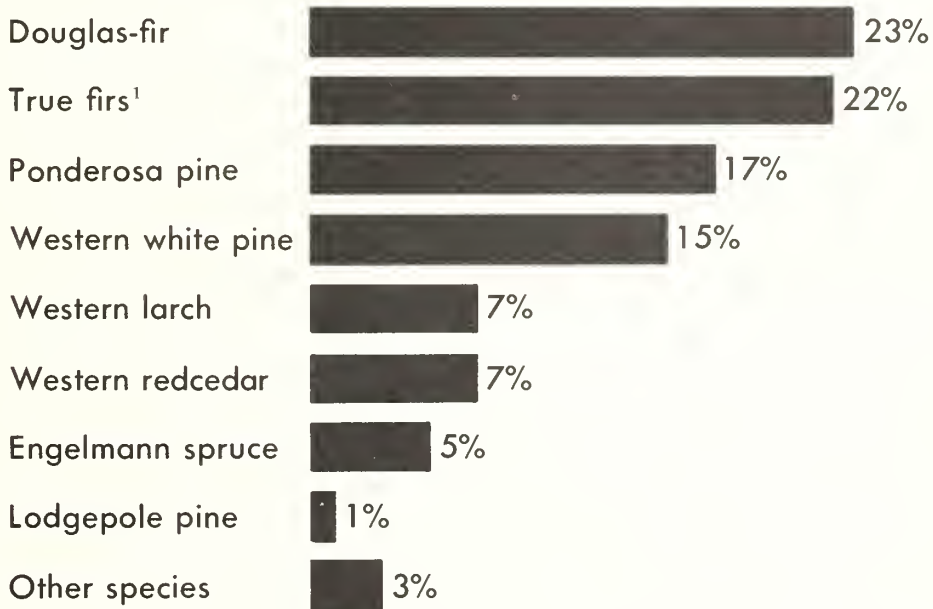 Douglas-fir 23%
True firs¹ 22%
Ponderosa pine 17%
Western white pine 15%
Western larch 7%
Western redcedar 7%
Engelmann spruce 5%
Lodgepole pine 1%
Other species 3%